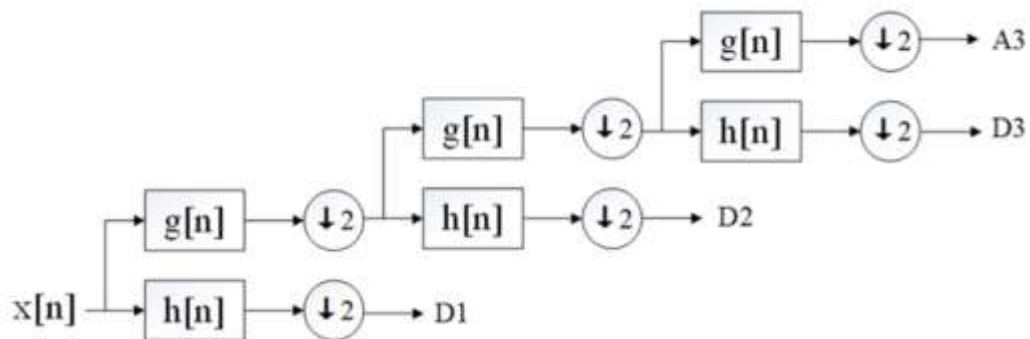 g[n] ↓2 A3
g[n] ↓2 h[n] ↓2 D3
g[n] ↓2 h[n] ↓2 D2
x[n] h[n] ↓2 D1